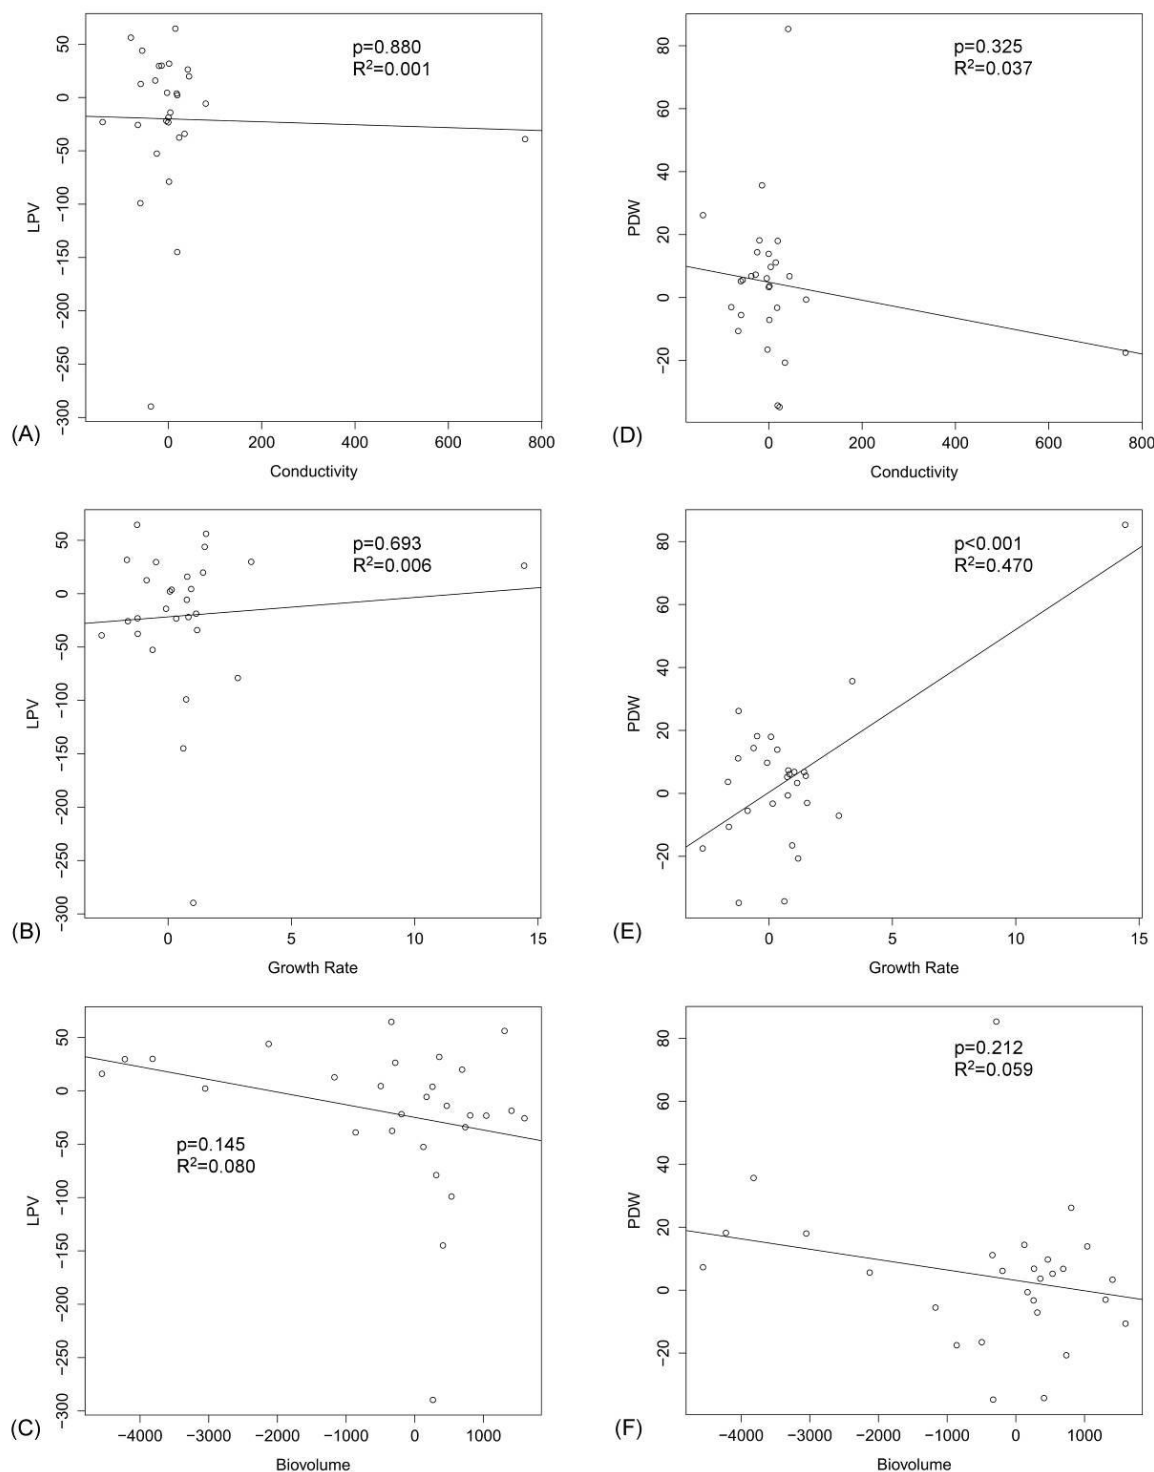 p=0.880
R²=0.001
50
0
−50
−100
−150
−200
−250
−300
LPV
0
200
400
600
800
Conductivity
(A)
p=0.325
R²=0.037
80
60
40
20
0
−20
PDW
0
200
400
600
800
Conductivity
(D)
p=0.693
R²=0.006
50
0
−50
−100
−150
−200
−250
−300
LPV
0
5
10
15
Growth Rate
(B)
p<0.001
R²=0.470
80
60
40
20
0
−20
PDW
0
5
10
15
Growth Rate
(E)
p=0.145
R²=0.080
50
0
−50
−100
−150
−200
−250
−300
LPV
−4000
−3000
−2000
−1000
0
1000
Biovolume
(C)
p=0.212
R²=0.059
80
60
40
20
0
−20
PDW
−4000
−3000
−2000
−1000
0
1000
Biovolume
(F)